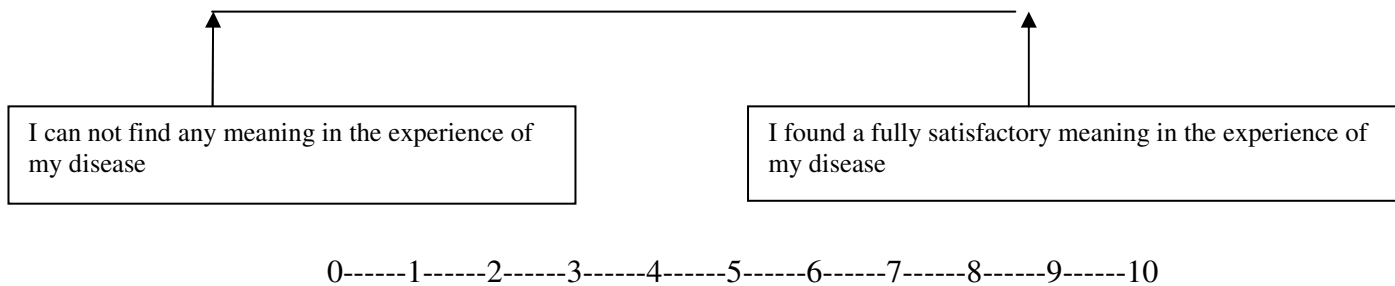 I can not find any meaning in the experience of
my disease
I found a fully satisfactory meaning in the experience of
my disease
0------1------2------3------4------5------6------7------8------9------10